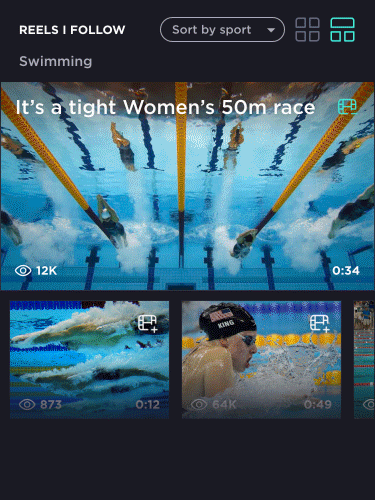 REELS I FOLLOW
Sort by sport
Swimming
It's a tight Women's 50m race
12K
0:34
KING
873
0:12
64K
0:49